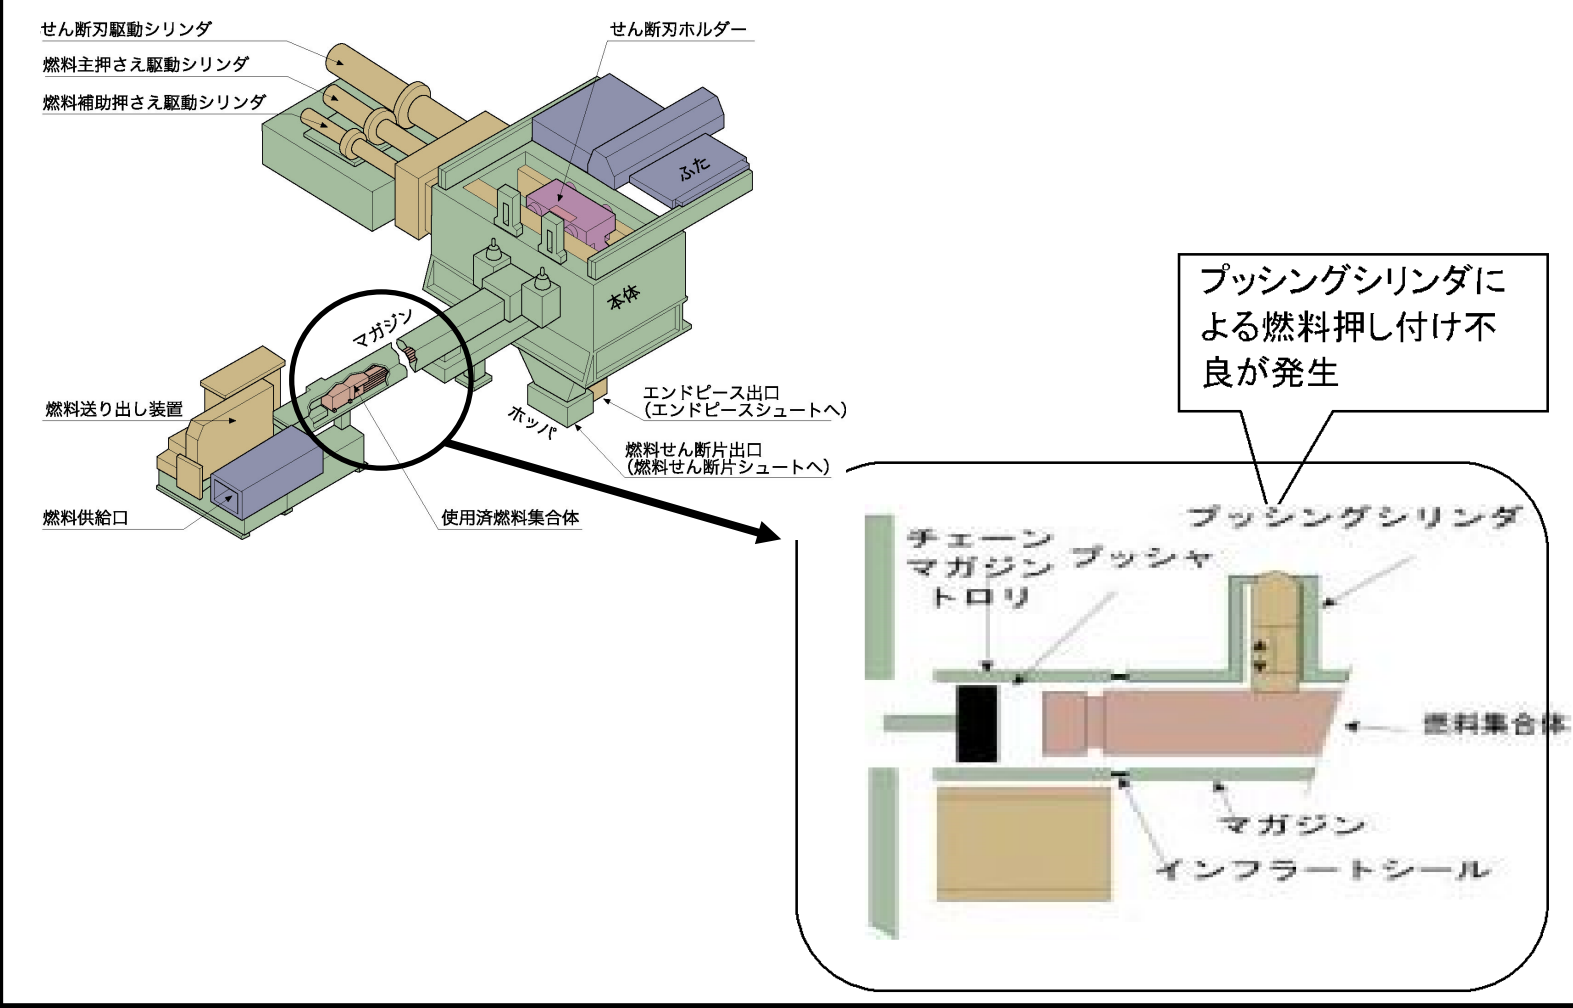 せん断刃駆動シリンダ
燃料主押さえ駆動シリンダ
燃料補助押さえ駆動シリンダ
せん断刃ホルダー
ふた
本体
マガジン
燃料送り出し装置
燃料供給口
使用済燃料集合体
ホッパ
エンドピース出口
(エンドピースシュートへ)
燃料せん断片出口
(燃料せん断片シュートへ)
プッシングシリンダに
よる燃料押し付け不
良が発生
プッシングシリンダ
チェーン
マガジン
トロリ
プッシャ
燃料集合体
マガジン
インフラートシール